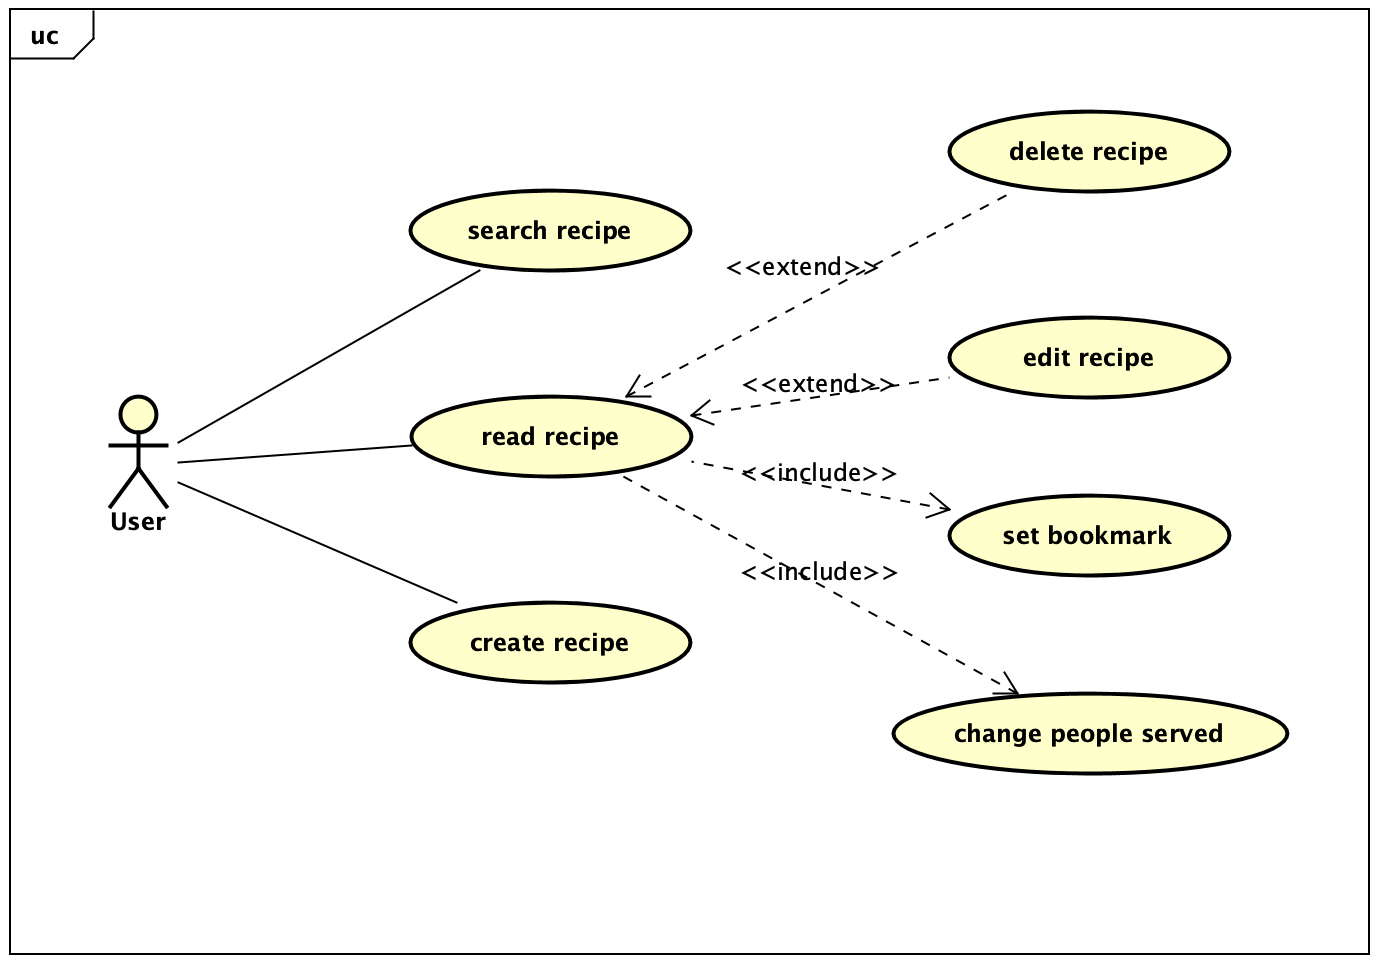 uc
delete recipe
search recipe
<<extend>>
edit recipe
<<extend>>
read recipe
<<include>>
User
set bookmark
<<include>>
create recipe
change people served